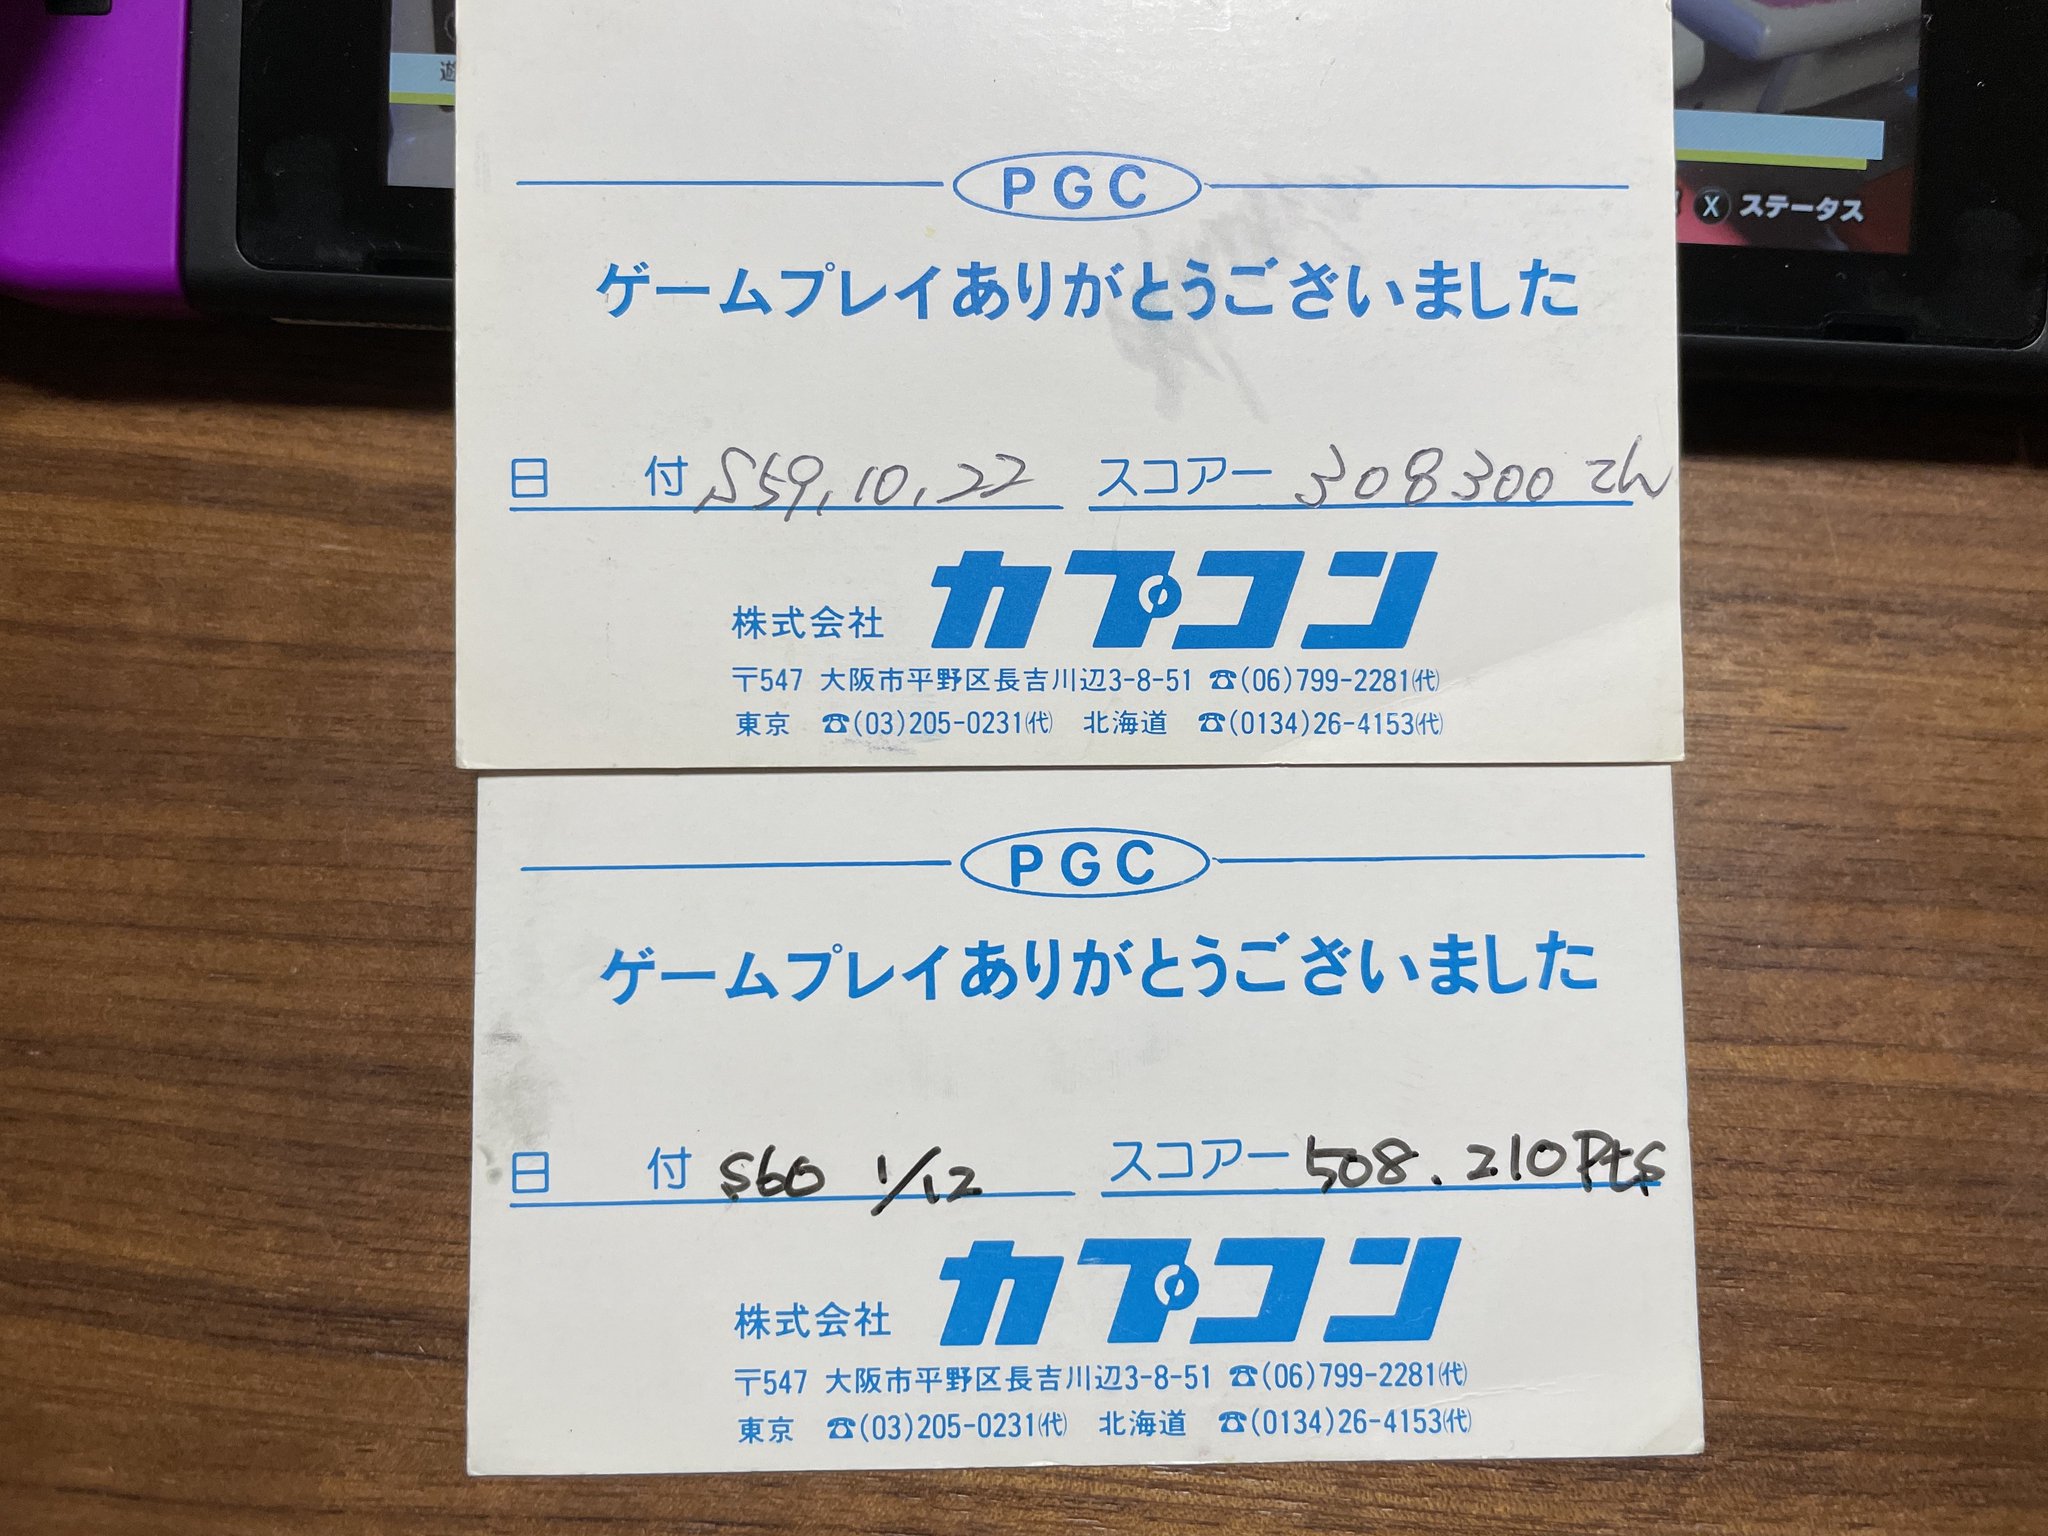 遊
X ステータス
PGC
ゲームプレイありがとうございました
日 付 S59.10.22 スコアー 308300てん
株式会社 カプコン
〒547 大阪市平野区長吉川辺3-8-51 ☎(06)799-2281㈹
東京 ☎(03)205-0231㈹ 北海道 ☎(0134)26-4153㈹
PGC
ゲームプレイありがとうございました
日 付 S60 1/12 スコアー 508.210Pts
株式会社 カプコン
〒547 大阪市平野区長吉川辺3-8-51 ☎(06)799-2281㈹
東京 ☎(03)205-0231㈹ 北海道 ☎(0134)26-4153㈹